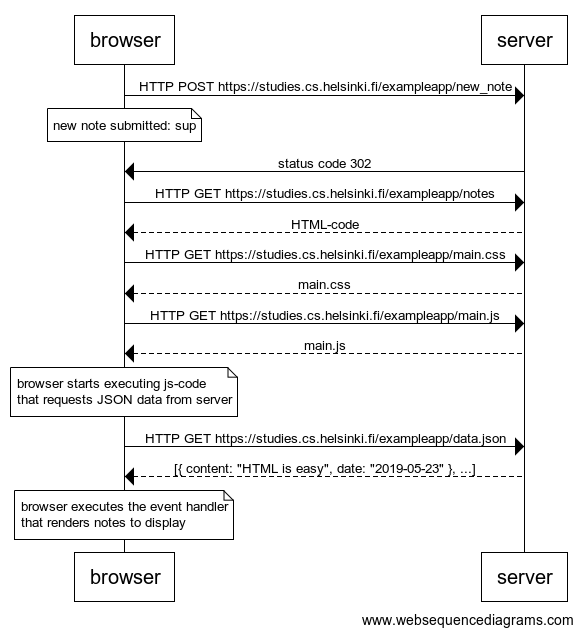 browser
server
HTTP POST https://studies.cs.helsinki.fi/exampleapp/new_note
new note submitted: sup
status code 302
HTTP GET https://studies.cs.helsinki.fi/exampleapp/notes
HTML-code
HTTP GET https://studies.cs.helsinki.fi/exampleapp/main.css
main.css
HTTP GET https://studies.cs.helsinki.fi/exampleapp/main.js
main.js
browser starts executing js-code
that requests JSON data from server
HTTP GET https://studies.cs.helsinki.fi/exampleapp/data.json
[{ content: "HTML is easy", date: "2019-05-23" }, ...]
browser executes the event handler
that renders notes to display
browser
server
www.websequencediagrams.com